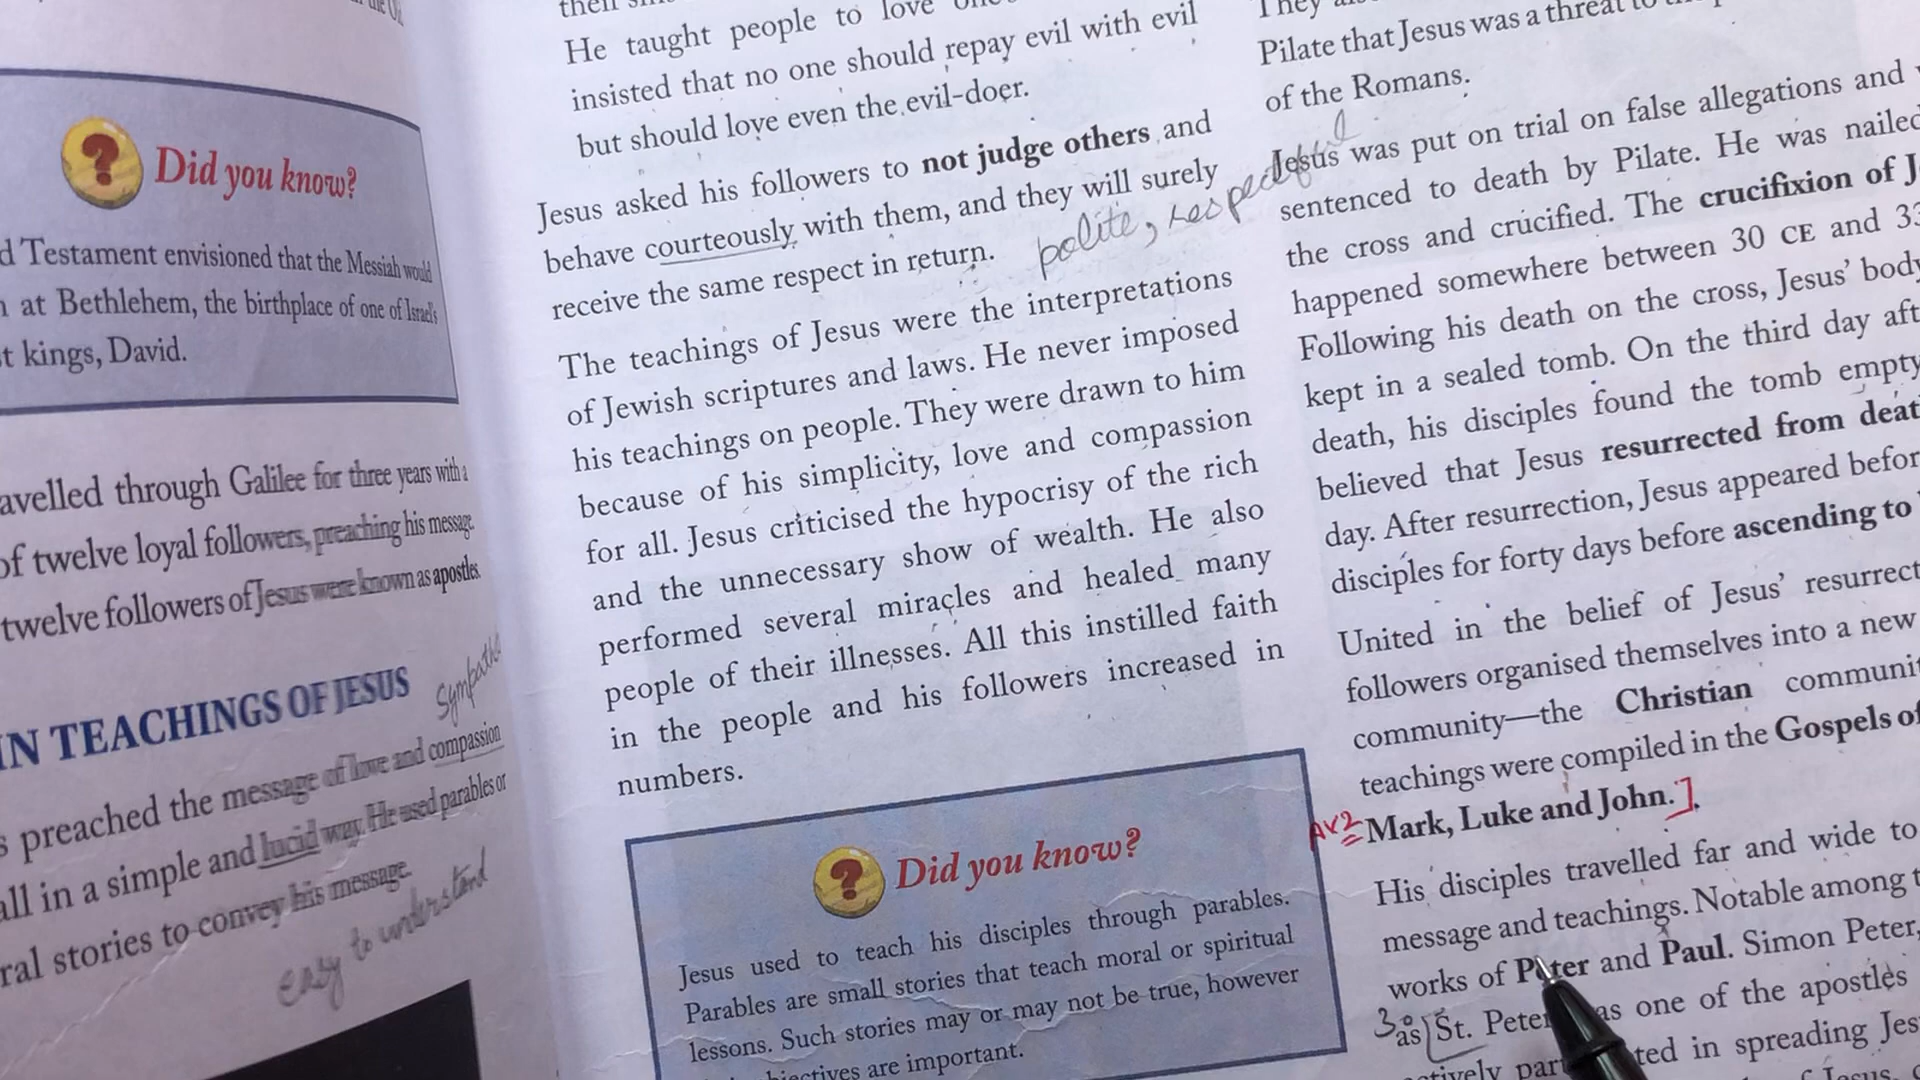 Did you know?
d Testament envisioned that the Messiah would
at Bethlehem, the birthplace of one of Israel's
t kings, David.
avelled through Galilee for three years with a
of twelve loyal followers, preaching his message.
twelve followers of Jesus were known as apostles.
IN TEACHINGS OF JESUS
preached the message of love and compassion
all in a simple and lucid way. He used parables or
ral stories to convey his message.
easy to understand
He taught people to love
insisted that no one should repay evil with evil
but should love even the evil-doer.
Jesus asked his followers to not judge others and
behave courteously with them, and they will surely
receive the same respect in return.
polite, respectful
The teachings of Jesus were the interpretations
of Jewish scriptures and laws. He never imposed
his teachings on people. They were drawn to him
because of his simplicity, love and compassion
for all. Jesus criticised the hypocrisy of the rich
and the unnecessary show of wealth. He also
performed several miracles and healed many
people of their illnesses. All this instilled faith
in the people and his followers increased in
numbers.
Did you know?
Jesus used to teach his disciples through parables.
Parables are small stories that teach moral or spiritual
lessons. Such stories may or may not be true, however
are important.
They
Pilate that Jesus was a threat to
of the Romans.
Jesus was put on trial on false allegations and
sentenced to death by Pilate. He was nailed
the cross and crucified. The crucifixion of J
happened somewhere between 30 CE and 33
Following his death on the cross, Jesus' body
kept in a sealed tomb. On the third day aft
death, his disciples found the tomb empty
believed that Jesus resurrected from deat
day. After resurrection, Jesus appeared befor
disciples for forty days before ascending to
United in the belief of Jesus' resurrect
followers organised themselves into a new
community—the Christian communi
teachings were compiled in the Gospels of
Mark, Luke and John.].
His disciples travelled far and wide to
message and teachings. Notable among t
works of Peter and Paul. Simon Peter,
as St. Peter as one of the apostles
ted in spreading Jes